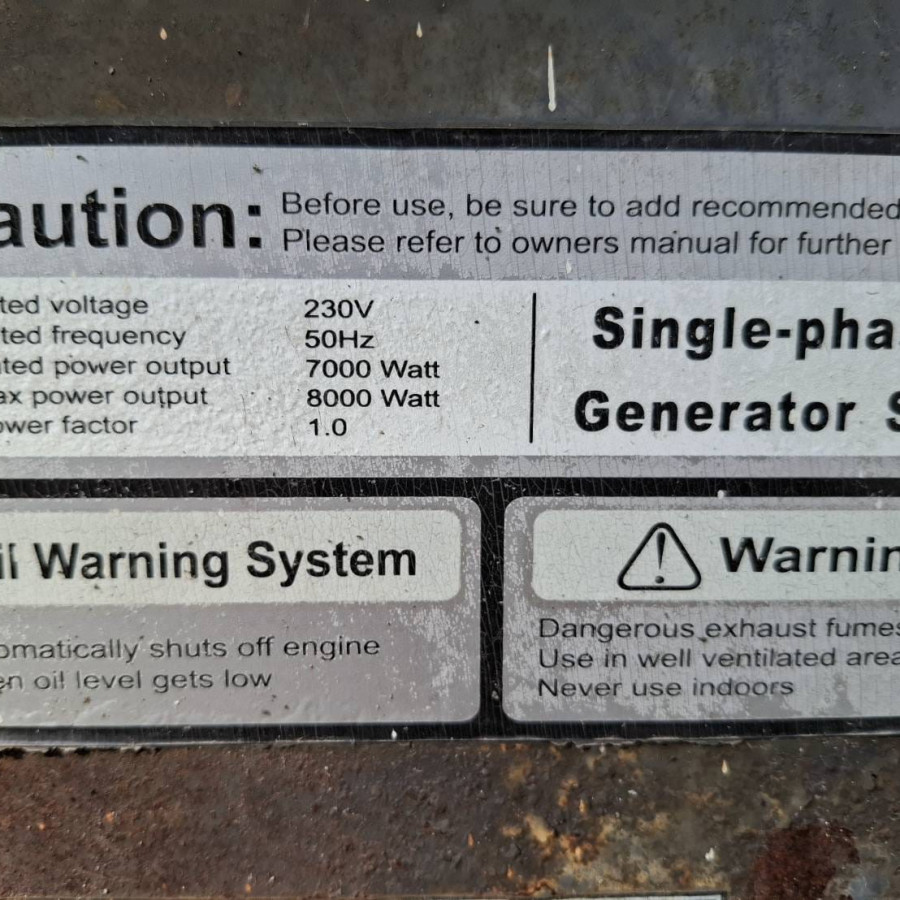 aution:
Before use, be sure to add recommended
Please refer to owners manual for further
ted voltage 230V
ted frequency 50Hz
ated power output 7000 Watt
ax power output 8000 Watt
ower factor 1.0
Single-pha
Generator S
il Warning System
omatically shuts off engine
en oil level gets low
Warnin
Dangerous exhaust fumes
Use in well ventilated area
Never use indoors